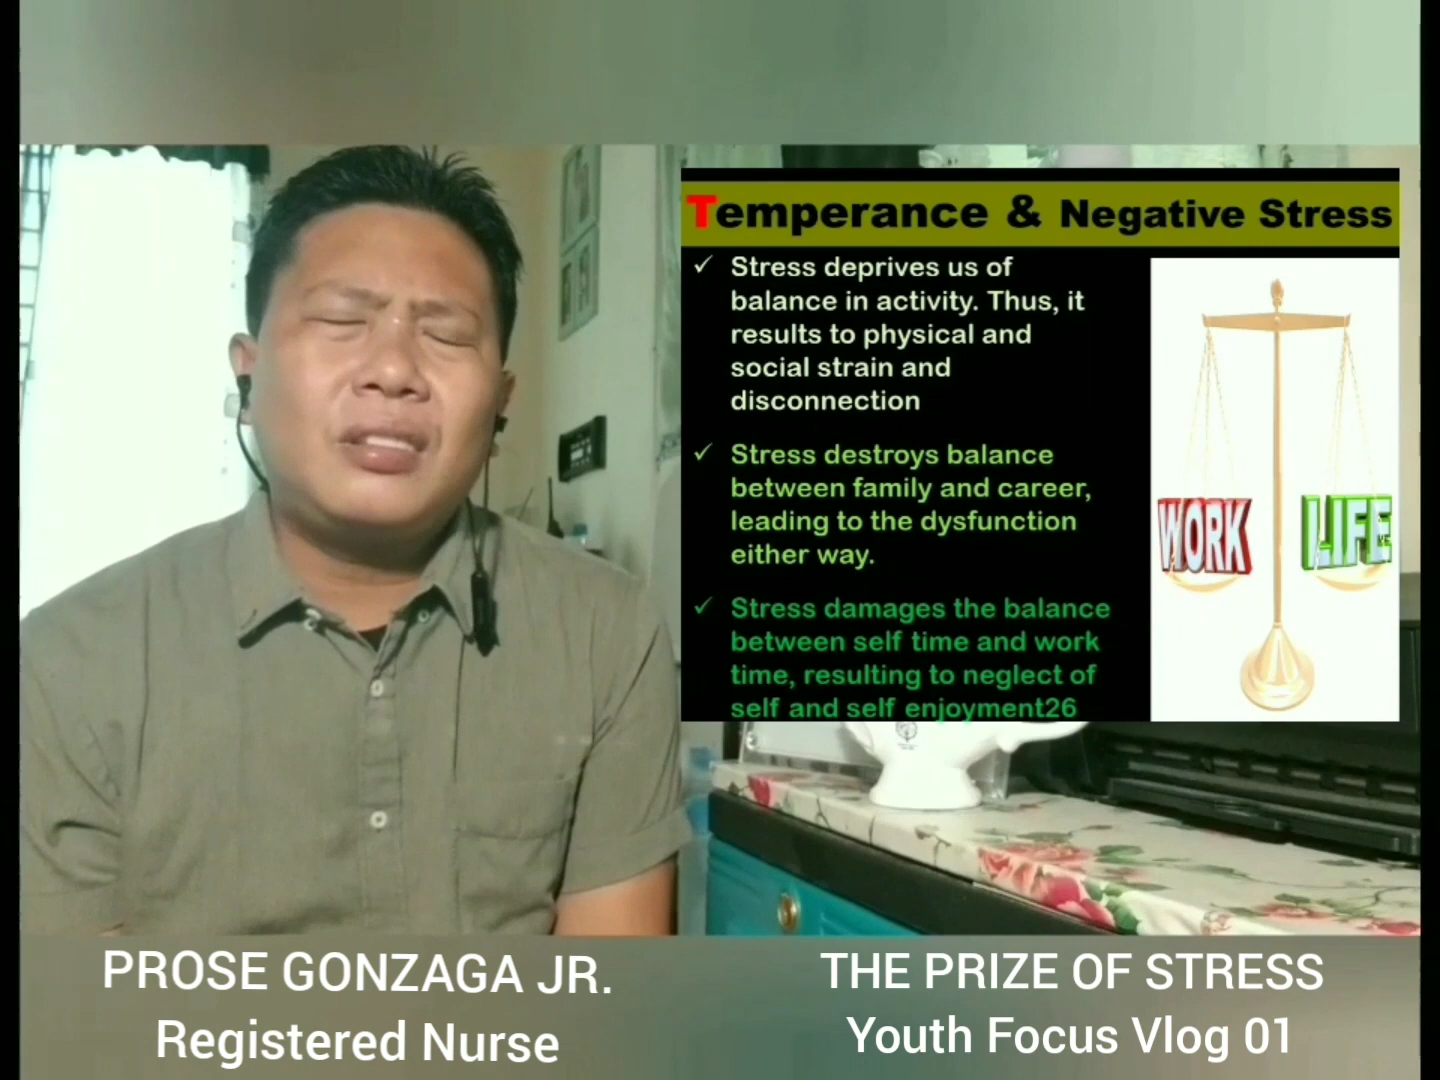 Temperance & Negative Stress
✓ Stress deprives us of
balance in activity. Thus, it
results to physical and
social strain and
disconnection
✓ Stress destroys balance
between family and career,
leading to the dysfunction
either way.
✓ Stress damages the balance
between self time and work
time, resulting to neglect of
self and self enjoyment26
WORK
LIFE
PROSE GONZAGA JR.
Registered Nurse
THE PRIZE OF STRESS
Youth Focus Vlog 01